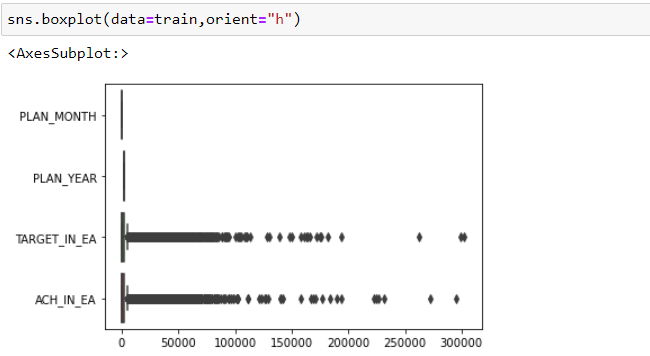 sns.boxplot(data=train,orient="h")
<AxesSubplot:>
PLAN_MONTH
PLAN_YEAR
TARGET_IN_EA
ACH_IN_EA
0 50000 100000 150000 200000 250000 300000